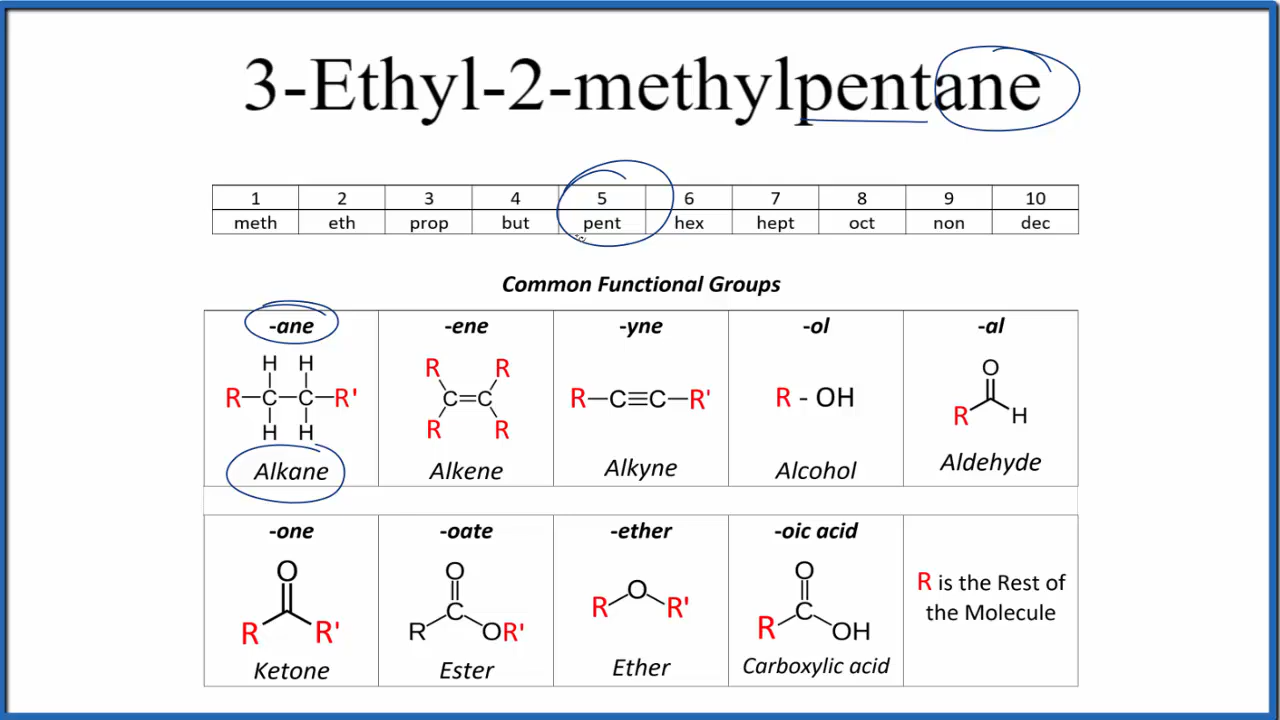 3-Ethyl-2-methylpentane
1 2 3 4 5 6 7 8 9 10
meth eth prop but pent hex hept oct non dec
Common Functional Groups
-ane -ene -yne -ol -al
H H
R C C R'
H H
R R
C C
R R
R C C R'
R - OH
O
R H
Alkane Alkene Alkyne Alcohol Aldehyde
-one -oate -ether -oic acid
O
R R'
O
C
R OR'
O
R R'
O
C
R OH
R is the Rest of
the Molecule
Ketone Ester Ether Carboxylic acid